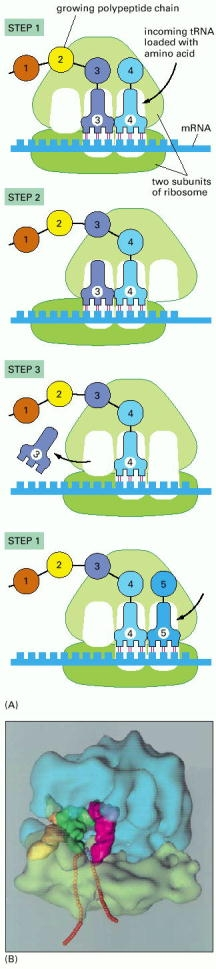 growing polypeptide chain
STEP 1
incoming tRNA
loaded with
amino acid
1
2
3
4
3
4
mRNA
two subunits
of ribosome
STEP 2
1
2
3
4
3
4
STEP 3
1
2
3
4
3
4
STEP 1
1
2
3
4
5
4
5
(A)
(B)